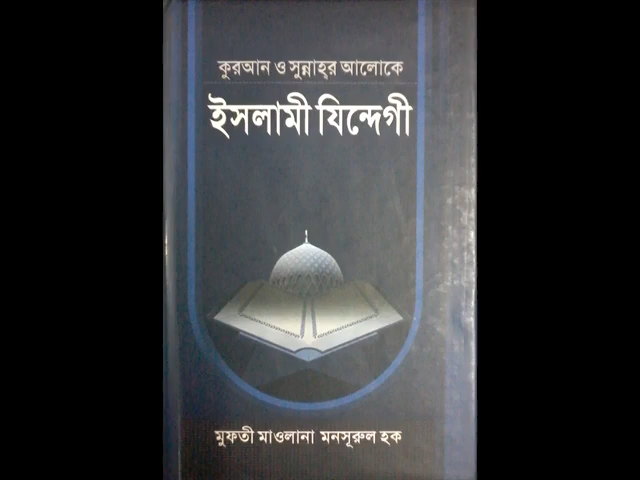 কুরআন ও সুন্নাহ্‌র আলোকে
ইসলামী যিন্দেগী
মুফতী মাওলানা মনসূরুল হক